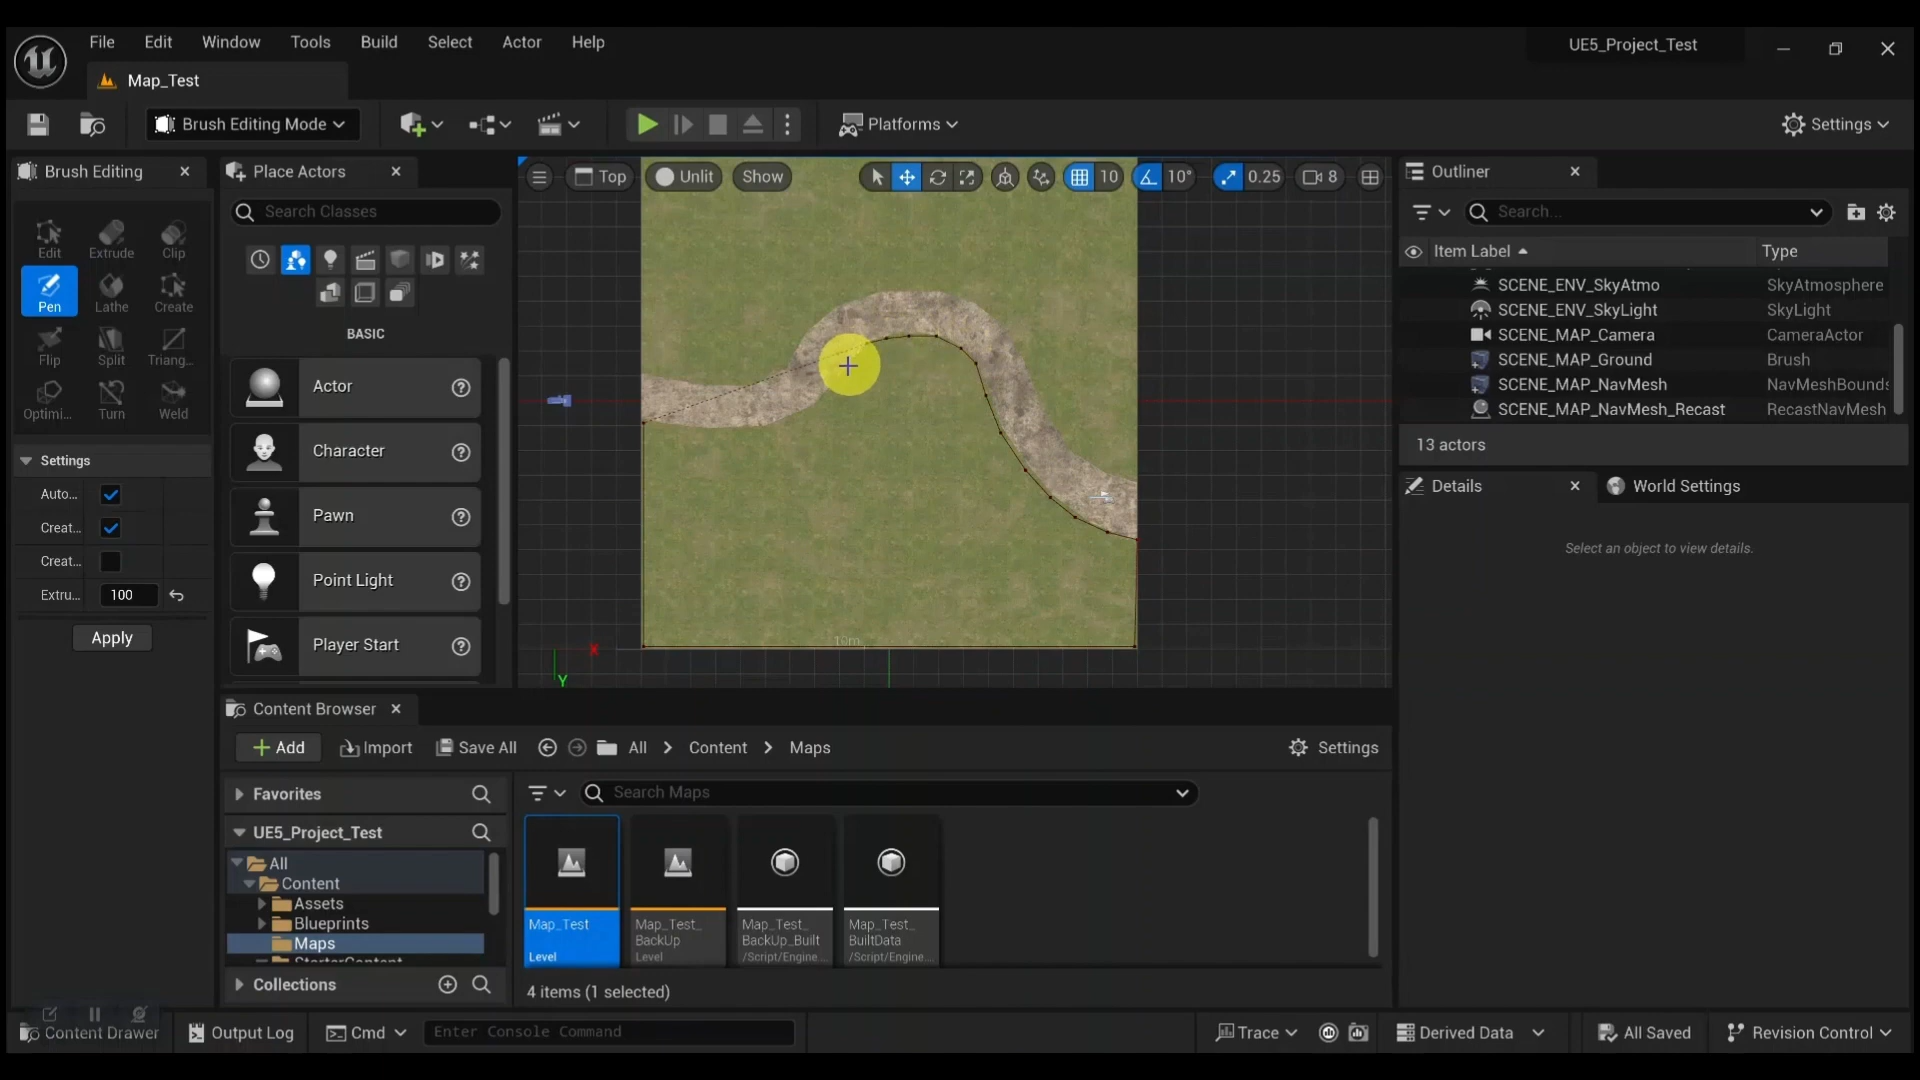 File Edit Window Tools Build Select Actor Help
UE5_Project_Test
Map_Test
Brush Editing Mode
Platforms
Settings
Brush Editing
Edit Extrude Clip
Pen Lathe Create
Flip Split Triang...
Optimi... Turn Weld
Settings
Auto...
Creat...
Creat...
Extru... 100
Apply
Place Actors
Search Classes
BASIC
Actor
Character
Pawn
Point Light
Player Start
Top Unlit Show 10 10° 0.25 8
10m
X
Y
Outliner
Search...
Item Label Type
SCENE_ENV_SkyAtmo SkyAtmosphere
SCENE_ENV_SkyLight SkyLight
SCENE_MAP_Camera CameraActor
SCENE_MAP_Ground Brush
SCENE_MAP_NavMesh NavMeshBounds
SCENE_MAP_NavMesh_Recast RecastNavMesh
13 actors
Details
World Settings
Select an object to view details.
Content Browser
Add Import Save All All Content Maps Settings
Favorites
UE5_Project_Test
All
Content
Assets
Blueprints
Maps
StarterContent
Collections
Search Maps
Map_Test
Level
Map_Test_
BackUp
Level
Map_Test_
BackUp_Built
/Script/Engine...
Map_Test_
BuiltData
/Script/Engine...
4 items (1 selected)
Content Drawer Output Log Cmd Enter Console Command Trace Derived Data All Saved Revision Control